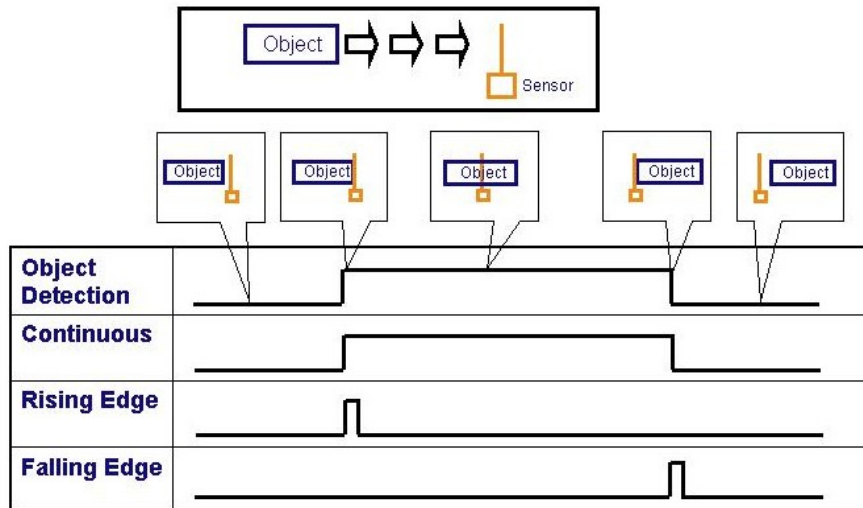 Object
Sensor
Object
Object
Object
Object
Object
Object
Detection
Continuous
Rising Edge
Falling Edge